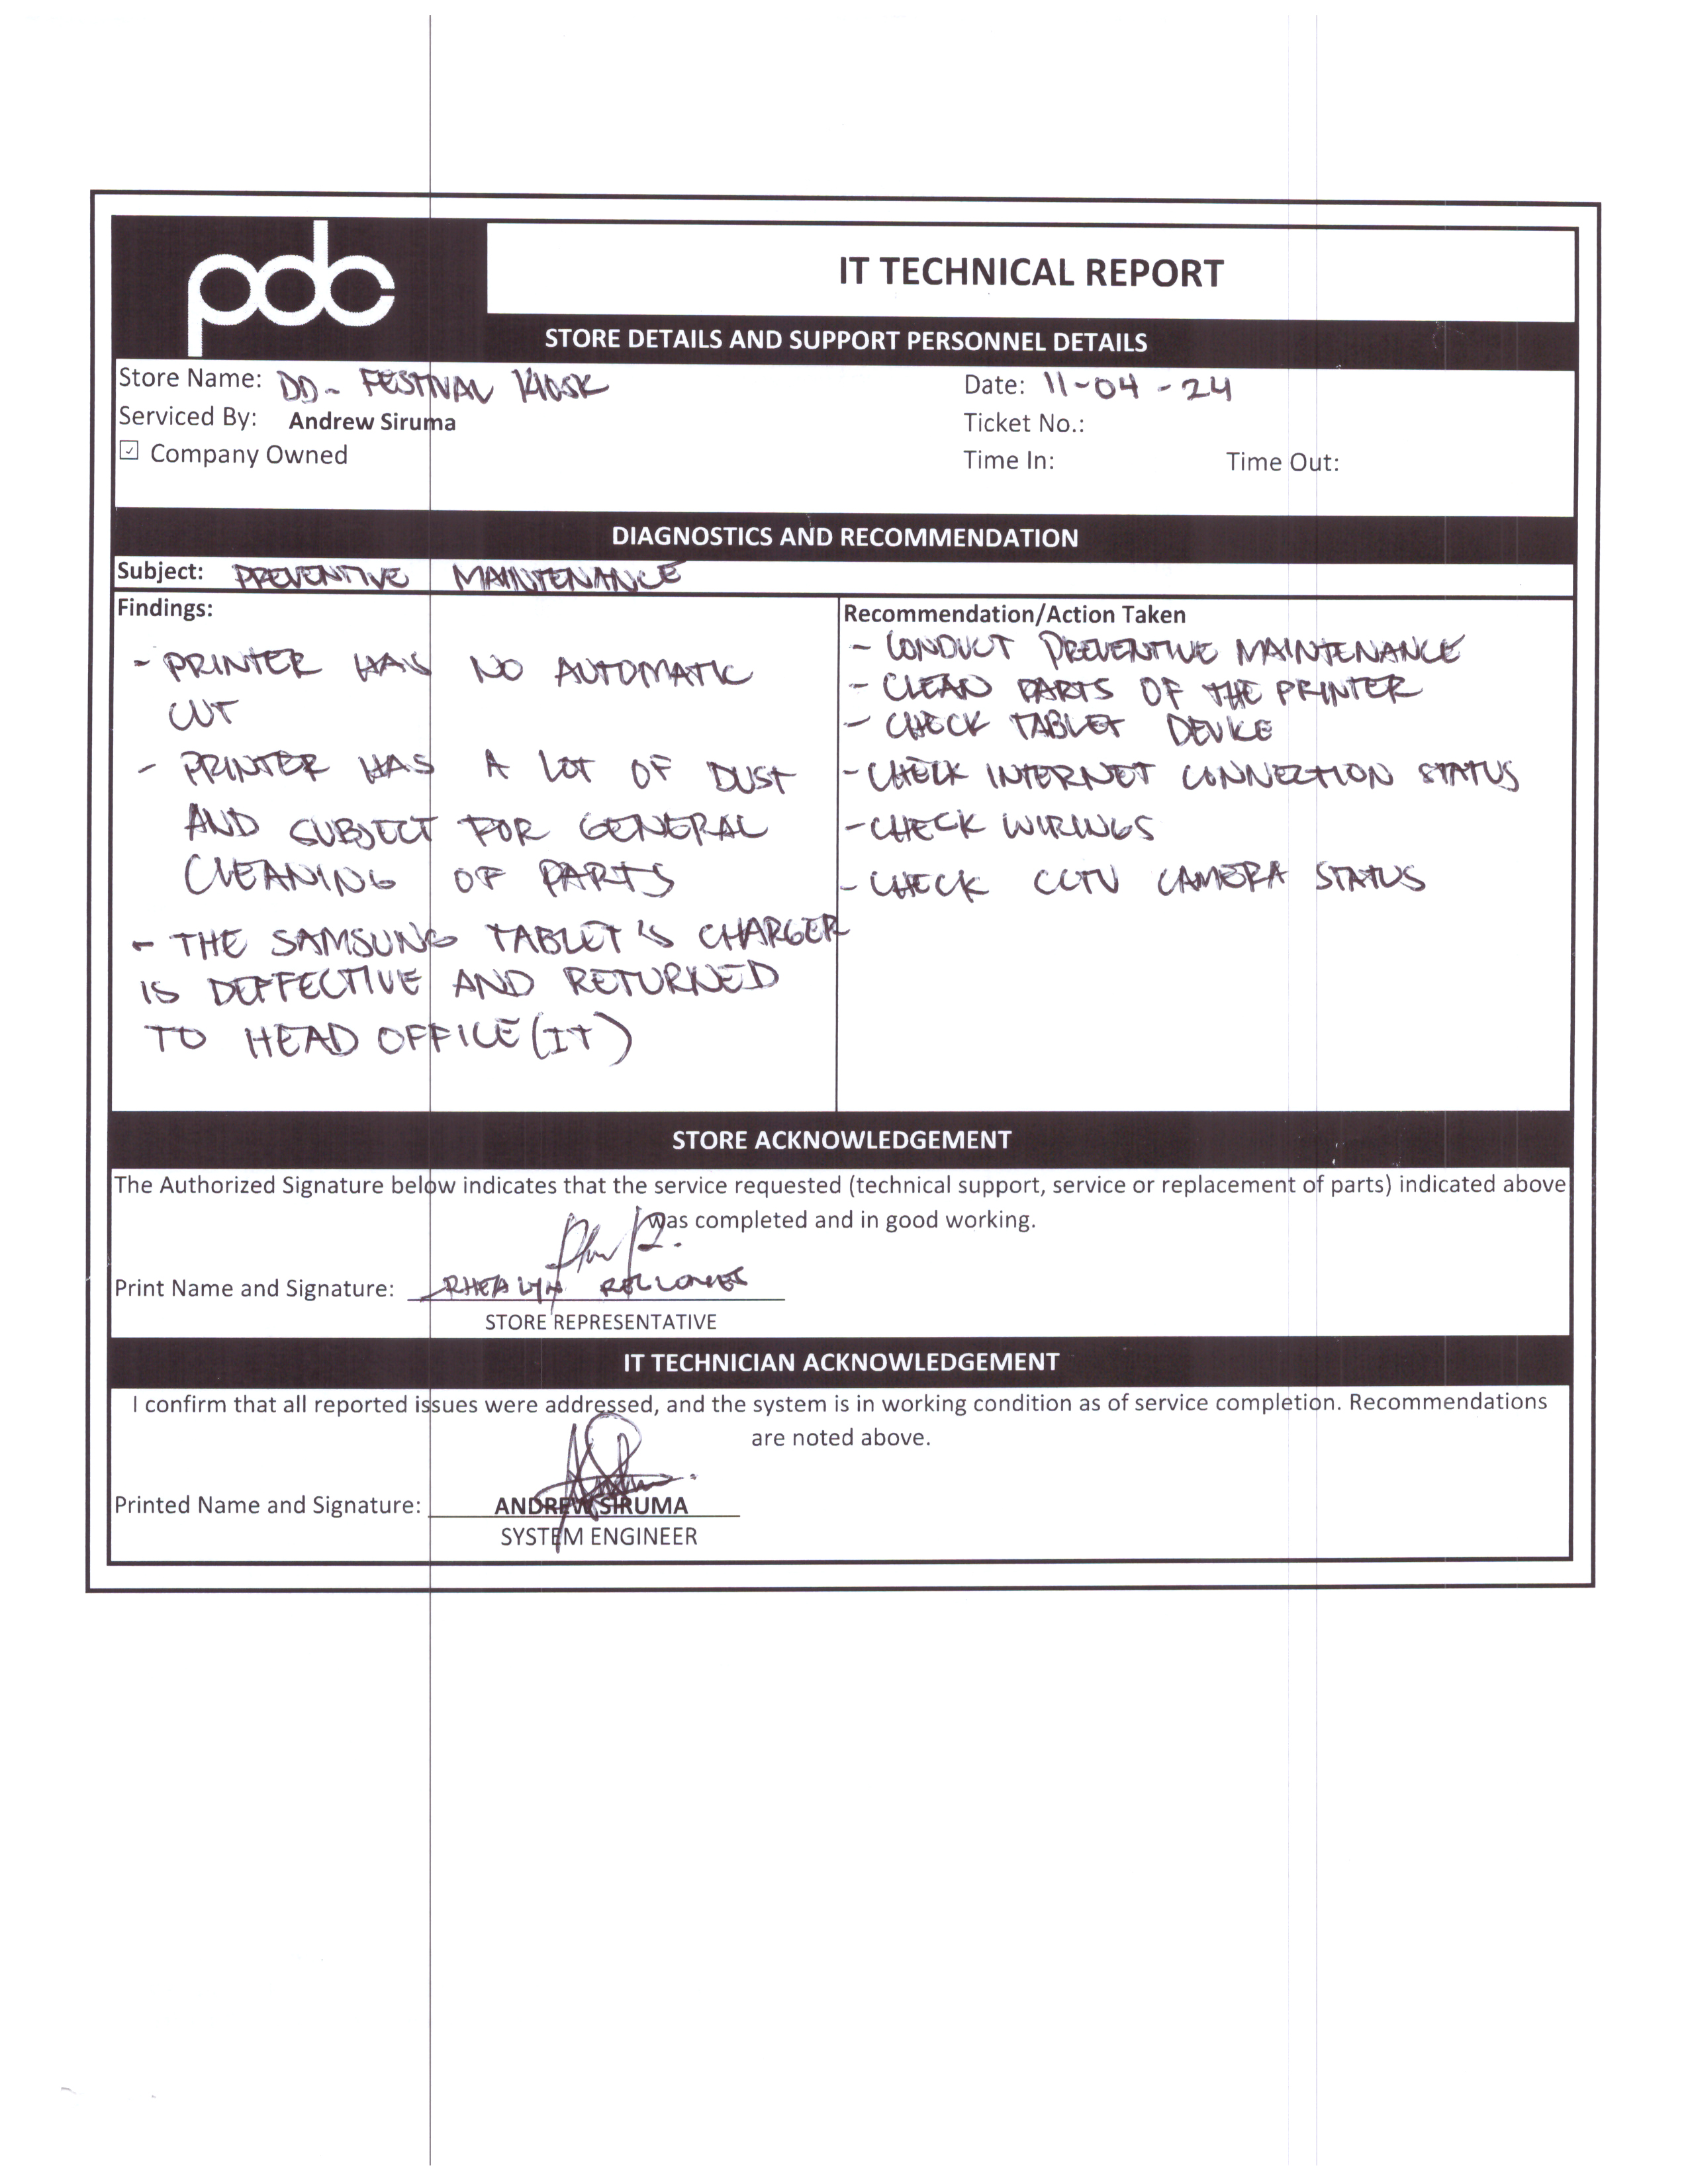 pdc
IT TECHNICAL REPORT
STORE DETAILS AND SUPPORT PERSONNEL DETAILS
Store Name: DD - FESTIVAL KIOSK
Date: 11-04-24
Serviced By: Andrew Siruma
Ticket No.:
☑ Company Owned
Time In: Time Out:
DIAGNOSTICS AND RECOMMENDATION
Subject: PREVENTIVE MAINTENANCE
Findings:
- PRINTER HAS NO AUTOMATIC
CUT
- PRINTER HAS A LOT OF DUST
AND SUBJECT FOR GENERAL
CLEANING OF PARTS
- THE SAMSUNG TABLET'S CHARGER
IS DEFFECTIVE AND RETURNED
TO HEAD OFFICE (IT)
Recommendation/Action Taken
- CONDUCT PREVENTIVE MAINTENANCE
- CLEAN PARTS OF THE PRINTER
- CHECK TABLET DEVICE
- CHECK INTERNET CONNECTION STATUS
- CHECK WIRINGS
- CHECK CCTV CAMERA STATUS
STORE ACKNOWLEDGEMENT
The Authorized Signature below indicates that the service requested (technical support, service or replacement of parts) indicated above
was completed and in good working.
Print Name and Signature: RHEALYN
STORE REPRESENTATIVE
IT TECHNICIAN ACKNOWLEDGEMENT
I confirm that all reported issues were addressed, and the system is in working condition as of service completion. Recommendations
are noted above.
Printed Name and Signature: ANDREW SIRUMA
SYSTEM ENGINEER